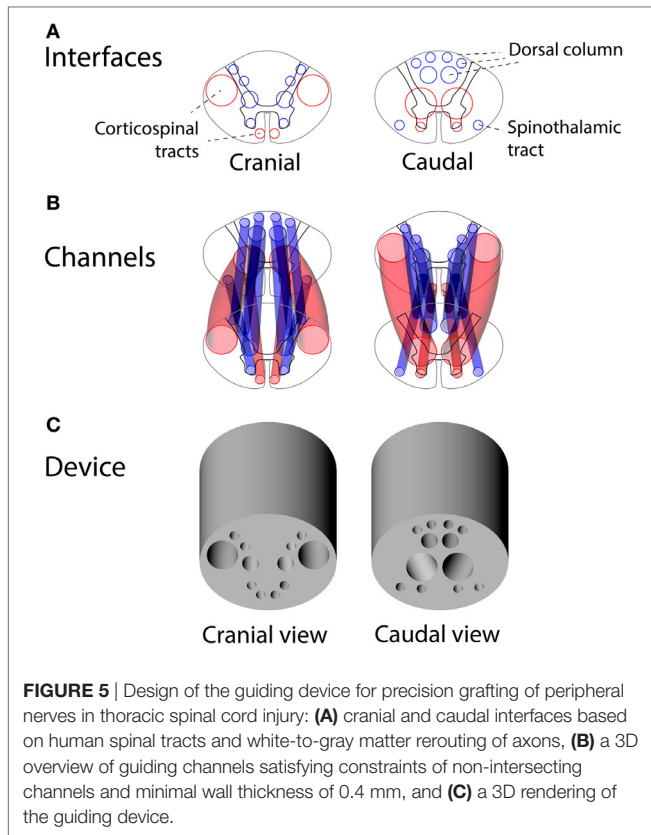 A
Interfaces
Dorsal column
Corticospinal
tracts
Spinothalamic
tract
Cranial
Caudal
B
Channels
C
Device
Cranial view
Caudal view
FIGURE 5 | Design of the guiding device for precision grafting of peripheral
nerves in thoracic spinal cord injury: (A) cranial and caudal interfaces based
on human spinal tracts and white-to-gray matter rerouting of axons, (B) a 3D
overview of guiding channels satisfying constraints of non-intersecting
channels and minimal wall thickness of 0.4 mm, and (C) a 3D rendering of
the guiding device.